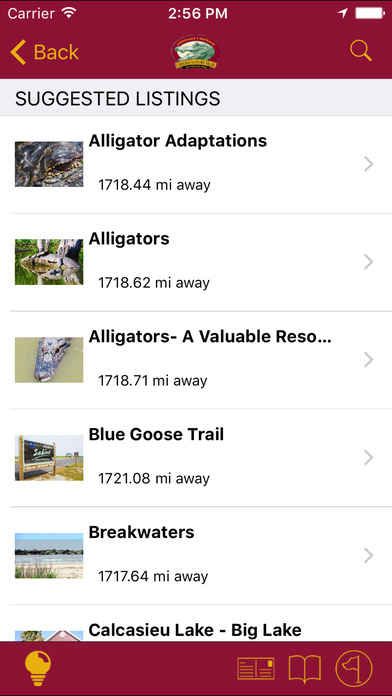 Carrier 2:56 PM
Back
SUGGESTED LISTINGS
Alligator Adaptations
1718.44 mi away
Alligators
1718.62 mi away
Alligators- A Valuable Reso...
1718.71 mi away
Blue Goose Trail
1721.08 mi away
Breakwaters
1717.64 mi away
Calcasieu Lake - Big Lake